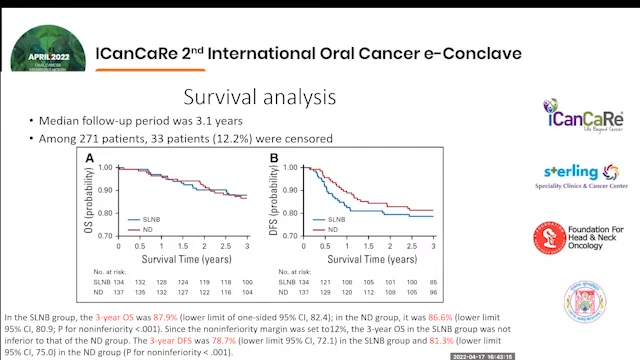 APRIL 2022
ICanCaRe 2nd International Oral Cancer e-Conclave
Survival analysis
• Median follow-up period was 3.1 years
• Among 271 patients, 33 patients (12.2%) were censored
A
OS (probability)
1.00
0.90
0.80
0.70
SLNB
ND
0 0.5 1 1.5 2 2.5 3
Survival Time (years)
No. at risk:
SLNB 134 132 128 124 119 118 100
ND 137 135 132 127 116 116 104
B
DFS (probability)
1.00
0.90
0.80
0.70
SLNB
ND
0 0.5 1 1.5 2 2.5 3
Survival Time (years)
No. at risk:
SLNB 134 121 108 105 101 100 85
ND 137 129 120 112 108 105 96
iCanCaRe
Life Beyond Cancer
sterling
Speciality Clinics & Cancer Center
Foundation For
Head & Neck
Oncology
In the SLNB group, the 3-year OS was 87.9% (lower limit of one-sided 95% CI, 82.4); in the ND group, it was 86.6% (lower limit
95% CI, 80.9; P for noninferiority <.001). Since the noninferiority margin was set to12%, the 3-year OS in the SLNB group was not
inferior to that of the ND group. The 3-year DFS was 78.7% (lower limit 95% CI, 72.1) in the SLNB group and 81.3% (lower limit
95% CI, 75.0) in the ND group (P for noninferiority < .001).
2022-04-17 16:43:15